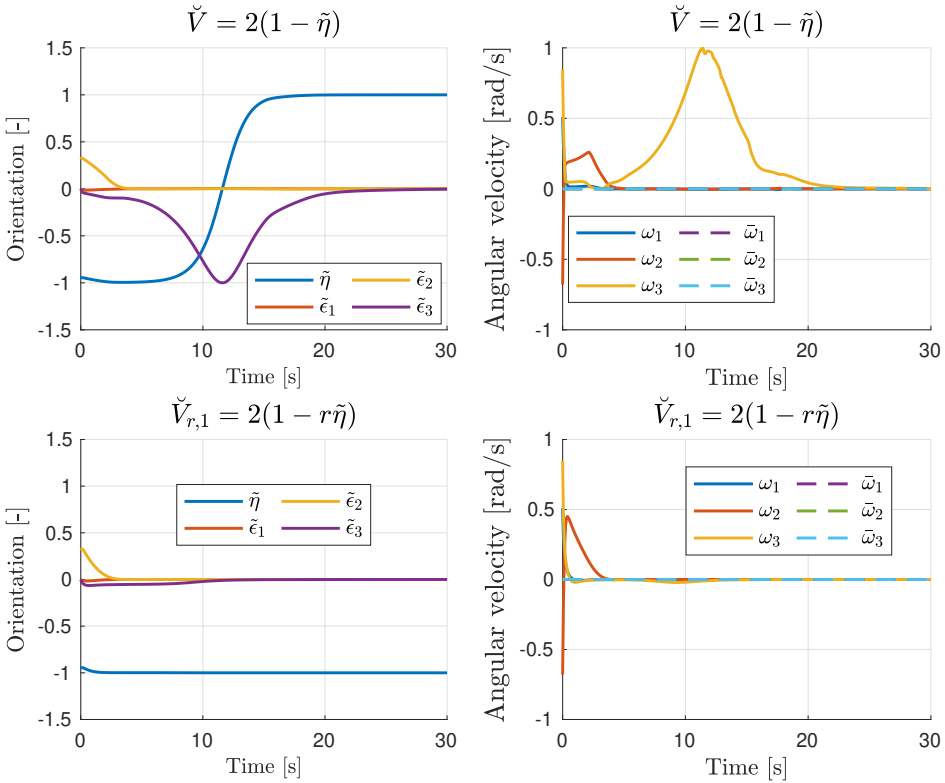 V̆ = 2(1 − η̃)
Orientation [-]
1.5
1
0.5
0
-0.5
-1
-1.5
η̃ ϵ̃₂
ϵ̃₁ ϵ̃₃
0 10 20 30
Time [s]
V̆ = 2(1 − η̃)
Angular velocity [rad/s]
1
0.5
0
-0.5
-1
ω₁ ω̄₁
ω₂ ω̄₂
ω₃ ω̄₃
0 10 20 30
Time [s]
V̆ᵣ,₁ = 2(1 − rη̃)
Orientation [-]
1.5
1
0.5
0
-0.5
-1
-1.5
η̃ ϵ̃₂
ϵ̃₁ ϵ̃₃
0 10 20 30
Time [s]
V̆ᵣ,₁ = 2(1 − rη̃)
Angular velocity [rad/s]
1
0.5
0
-0.5
-1
ω₁ ω̄₁
ω₂ ω̄₂
ω₃ ω̄₃
0 10 20 30
Time [s]